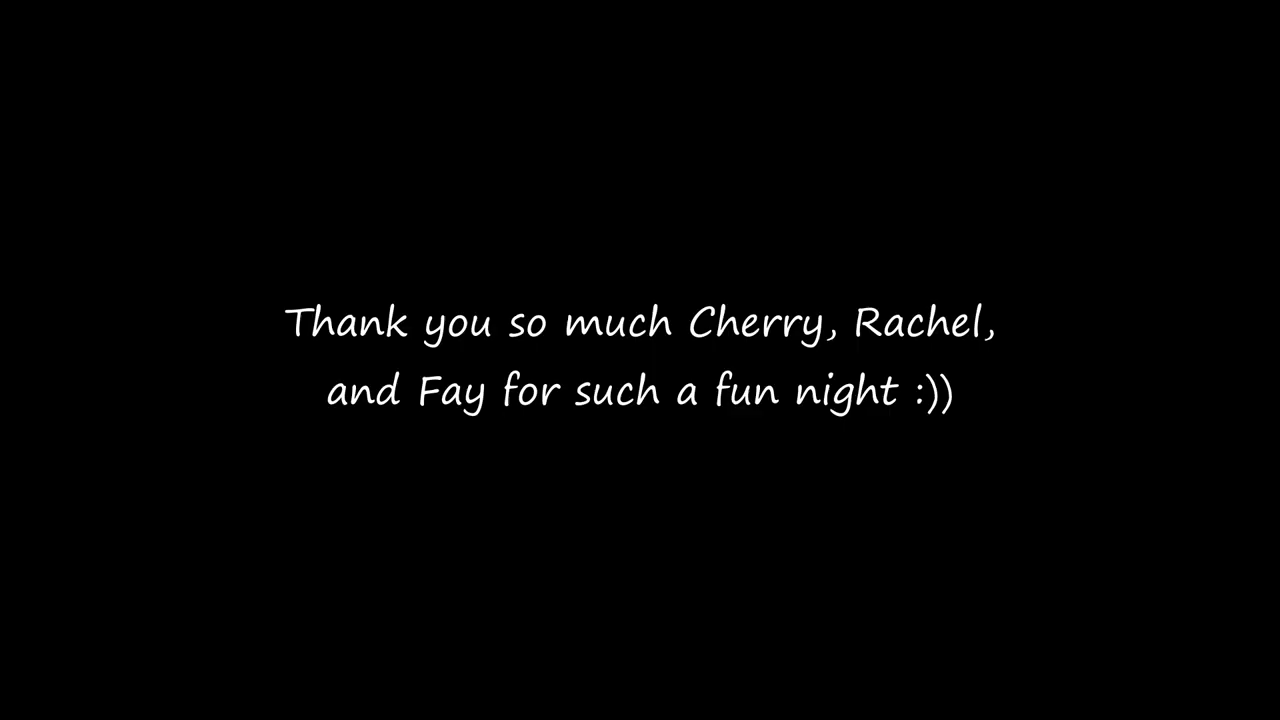 Thank you so much Cherry, Rachel,
and Fay for such a fun night :))